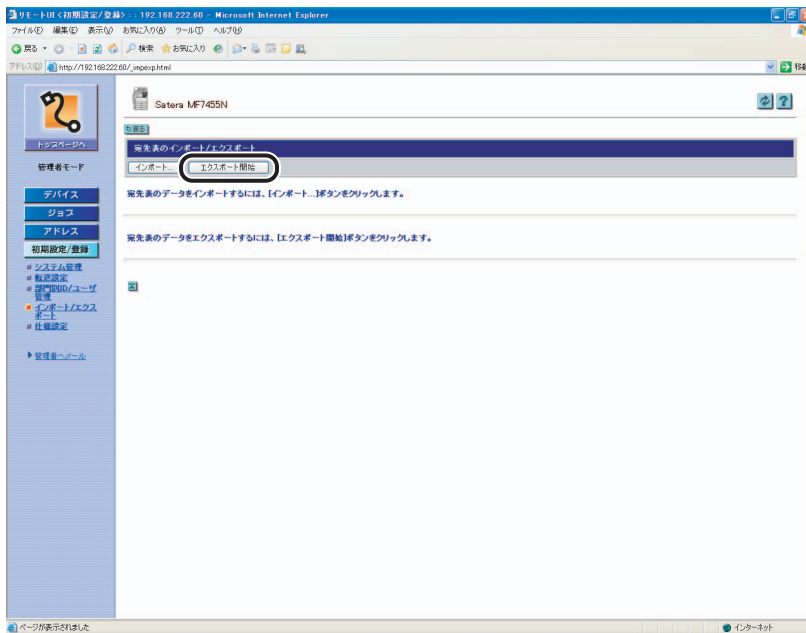 リモートUI <初期設定/登録> : : 192.168.222.60 - Microsoft Internet Explorer
ファイル(F) 編集(E) 表示(V) お気に入り(A) ツール(T) ヘルプ(H)
戻る 検索 お気に入り
アドレス(D) http://192.168.222.60/_impexp.html 移動
Satera MF7455N
戻る
トップページへ
宛先表のインポート/エクスポート
管理者モード
インポート... エクスポート開始
宛先表のデータをインポートするには、[インポート...]ボタンをクリックします。
デバイス
ジョブ
アドレス
宛先表のデータをエクスポートするには、[エクスポート開始]ボタンをクリックします。
初期設定/登録
システム管理
転送設定
部門別ID/ユーザ
管理
インポート/エクス
ポート
仕様設定
管理者へメール
ページが表示されました インターネット